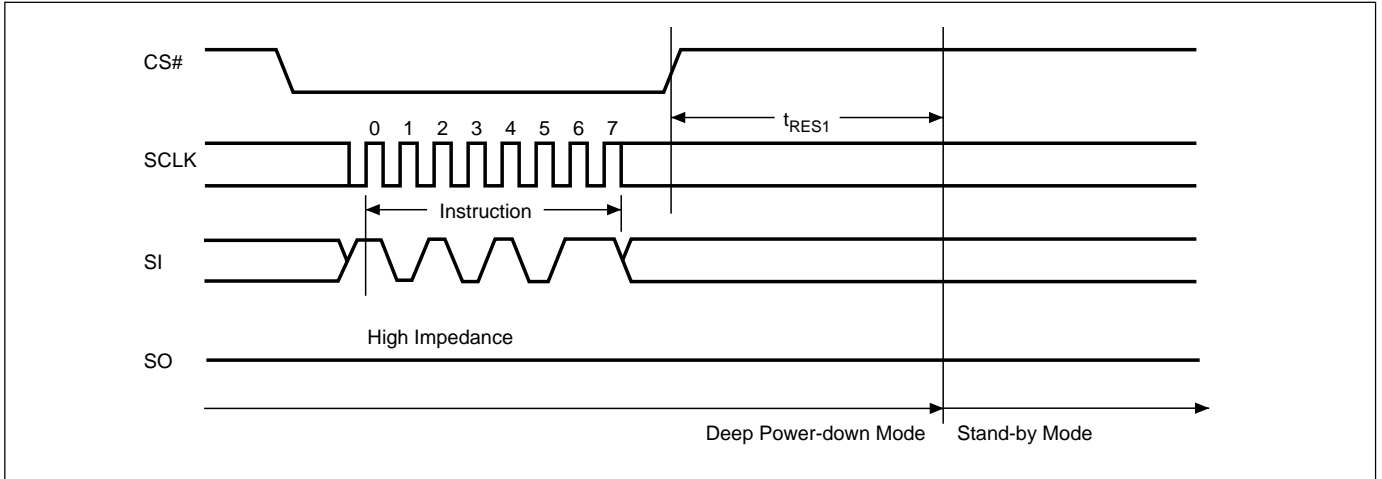 CS#
tRES1
0 1 2 3 4 5 6 7
SCLK
Instruction
SI
High Impedance
SO
Deep Power-down Mode Stand-by Mode